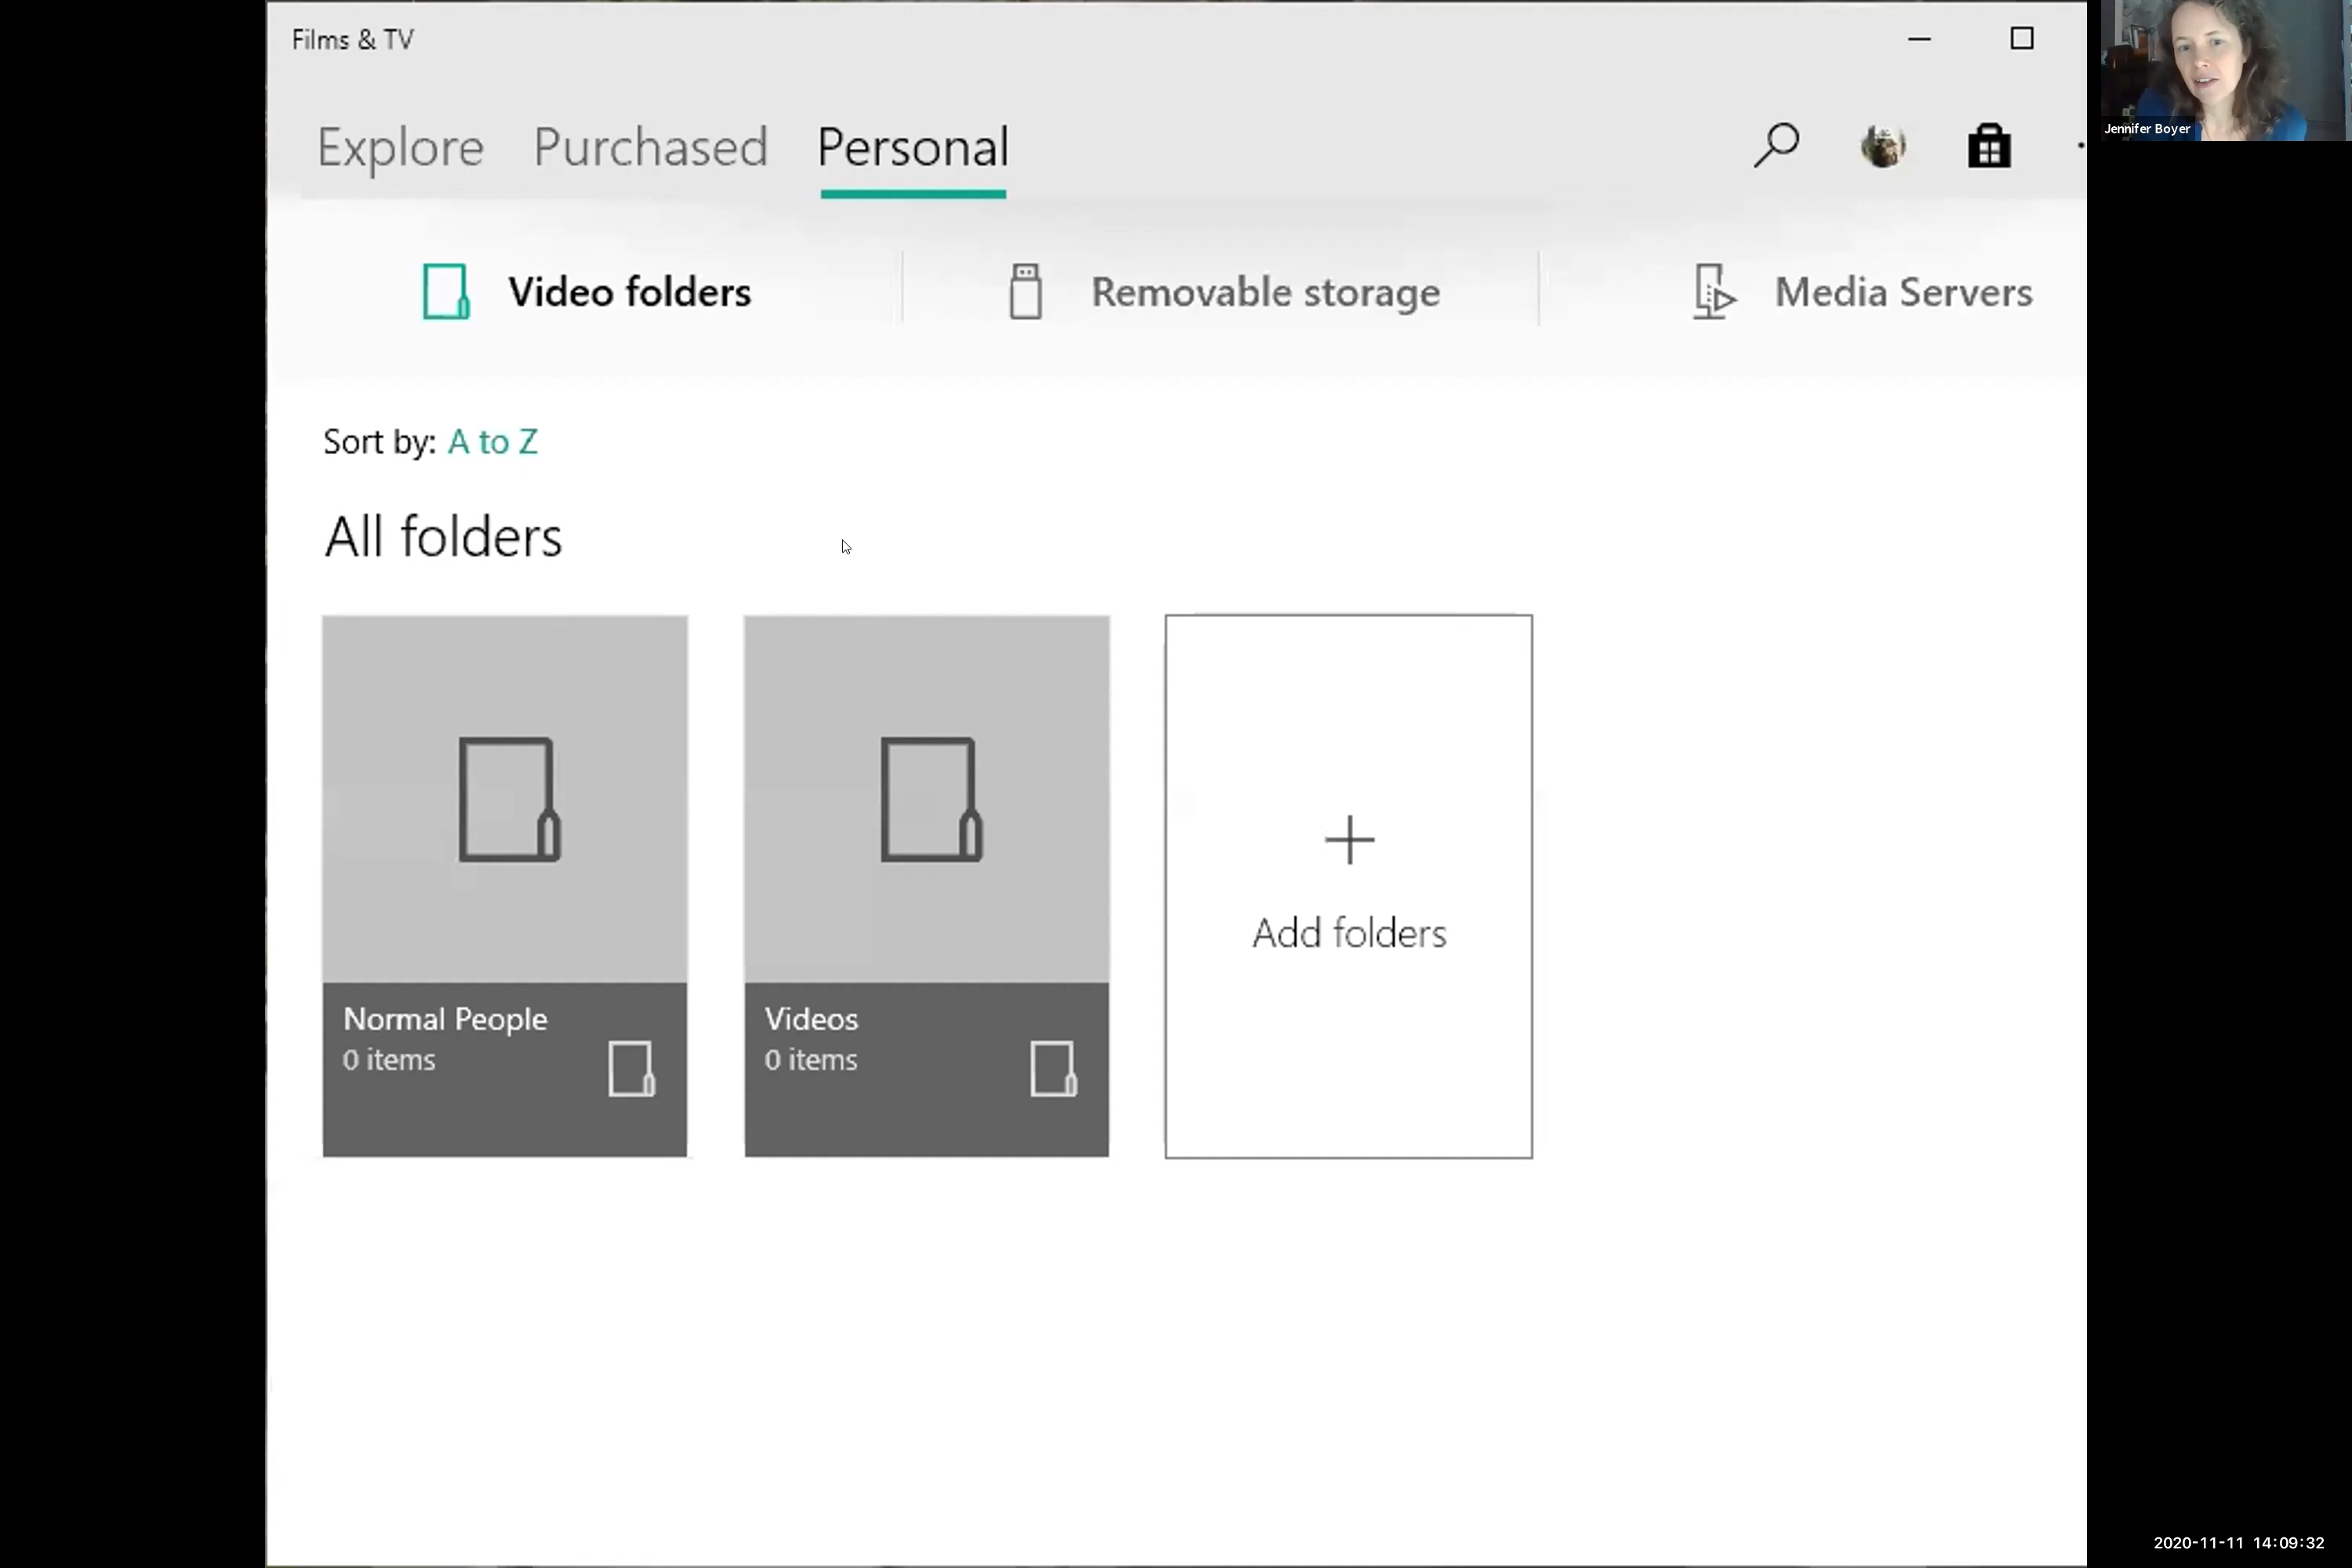 Films & TV
Jennifer Boyer
Explore Purchased Personal
Video folders Removable storage Media Servers
Sort by: A to Z
All folders
Add folders
Normal People
0 items
Videos
0 items
2020-11-11 14:09:32